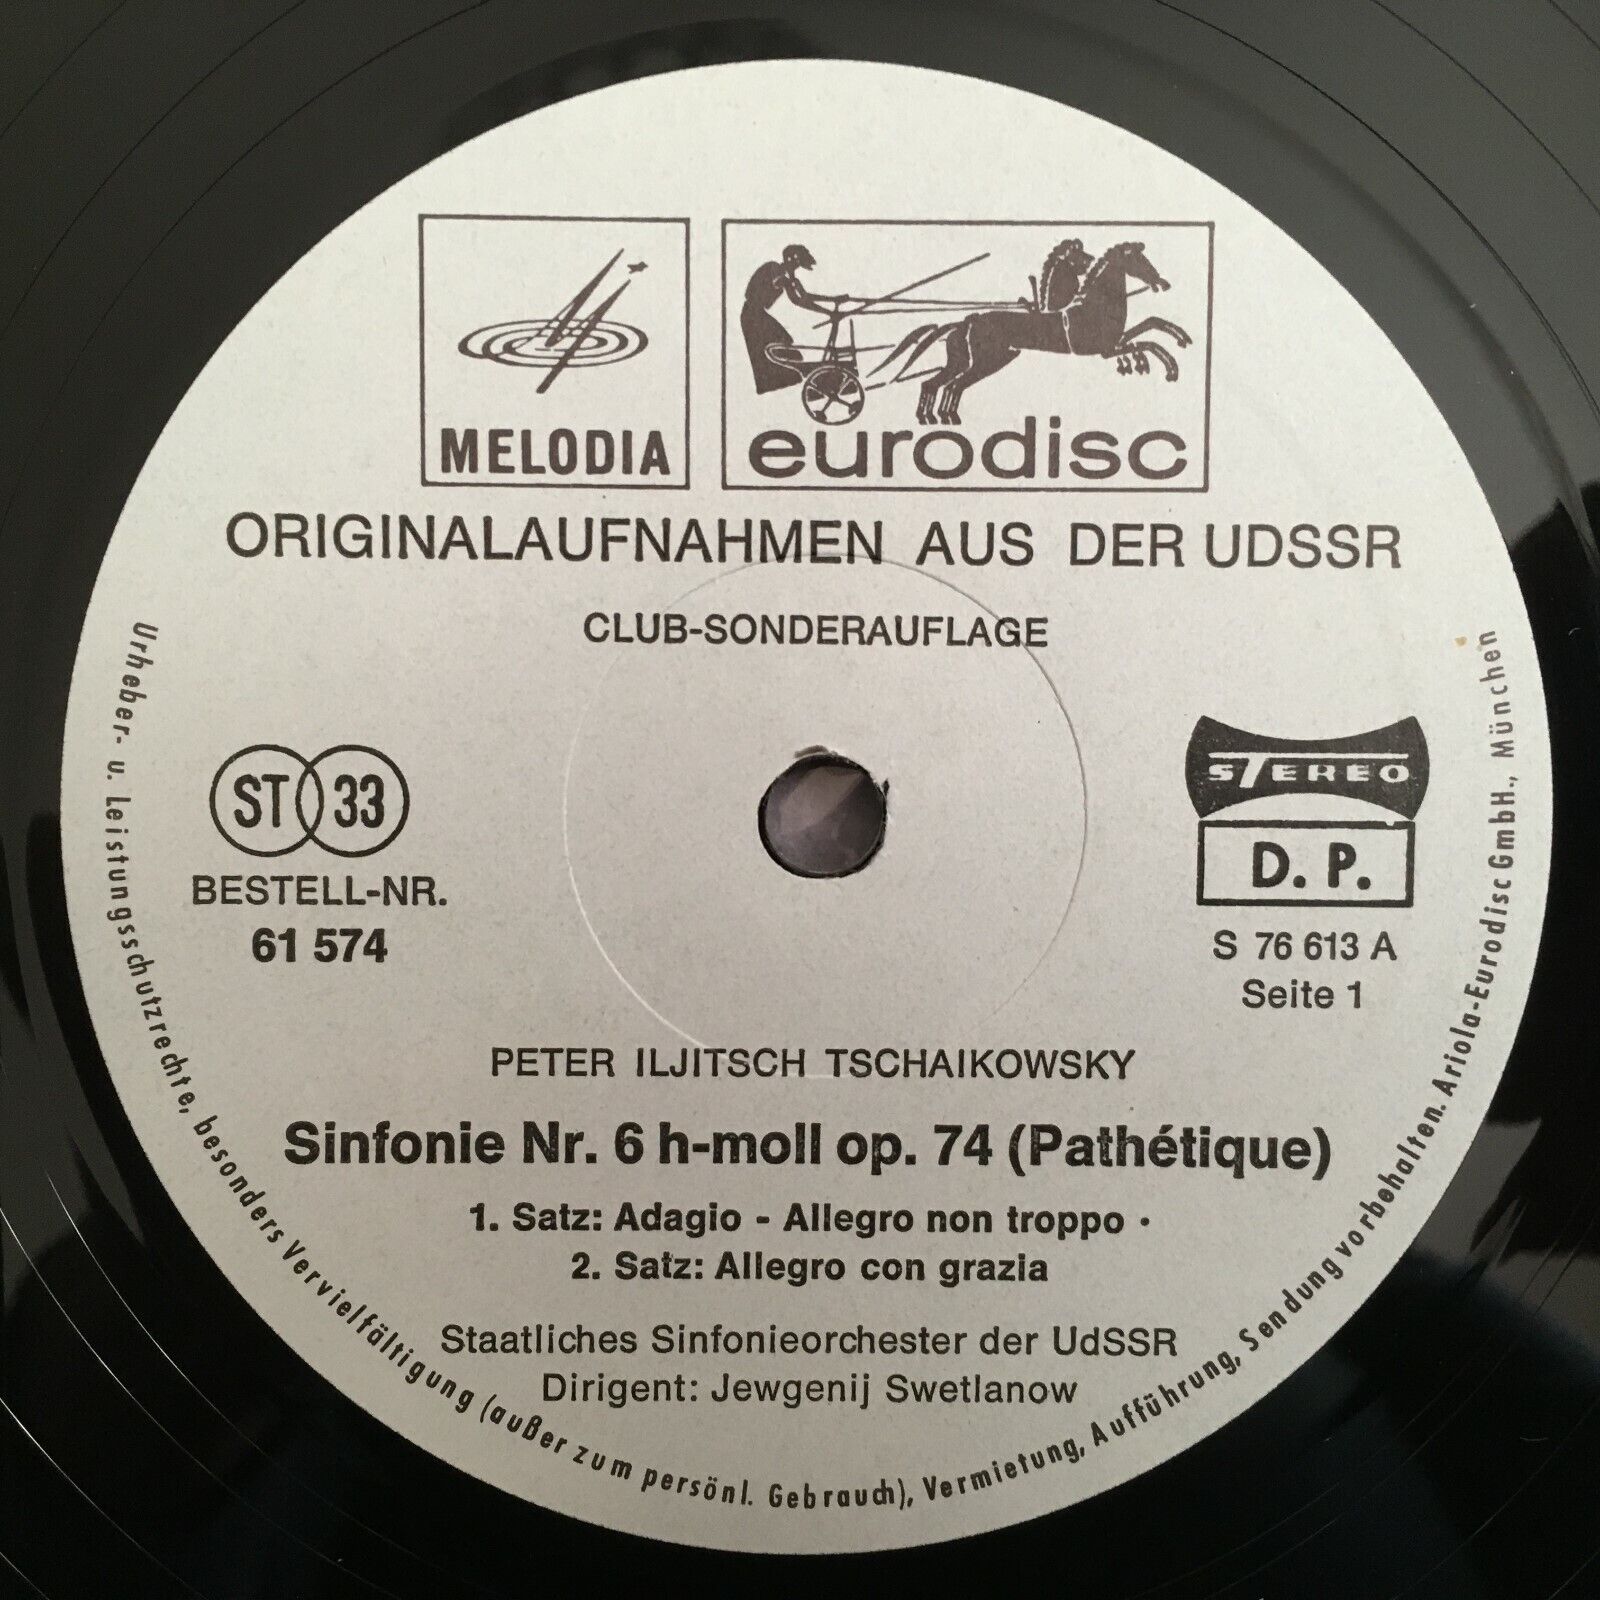 MELODIA
eurodisc
ORIGINALAUFNAHMEN AUS DER UDSSR
CLUB-SONDERAUFLAGE
ST 33
BESTELL-NR.
61 574
STEREO
D. P.
S 76 613 A
Seite 1
PETER ILJITSCH TSCHAIKOWSKY
Sinfonie Nr. 6 h-moll op. 74 (Pathétique)
1. Satz: Adagio - Allegro non troppo ·
2. Satz: Allegro con grazia
Staatliches Sinfonieorchester der UdSSR
Dirigent: Jewgenij Swetlanow
Urheber- u. Leistungsschutzrechte, besonders Vervielfältigung (außer zum persönl. Gebrauch), Vermietung, Aufführung, Sendung vorbehalten. Ariola-Eurodisc GmbH., München